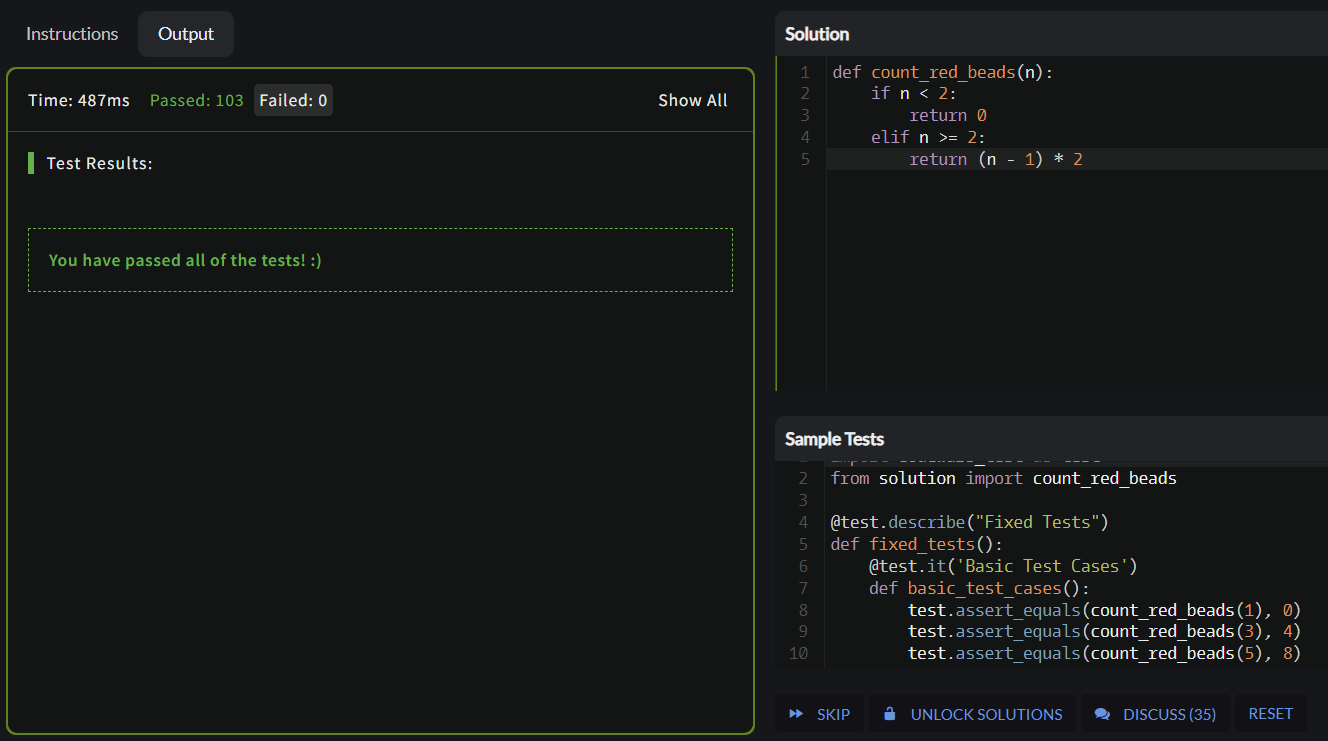 Instructions
Output
Time: 487ms Passed: 103 Failed: 0 Show All
Test Results:
You have passed all of the tests! :)
Solution
1 def count_red_beads(n):
2     if n < 2:
3         return 0
4     elif n >= 2:
5         return (n - 1) * 2
Sample Tests
2 from solution import count_red_beads
3
4 @test.describe("Fixed Tests")
5 def fixed_tests():
6     @test.it('Basic Test Cases')
7     def basic_test_cases():
8         test.assert_equals(count_red_beads(1), 0)
9         test.assert_equals(count_red_beads(3), 4)
10         test.assert_equals(count_red_beads(5), 8)
SKIP UNLOCK SOLUTIONS DISCUSS (35) RESET